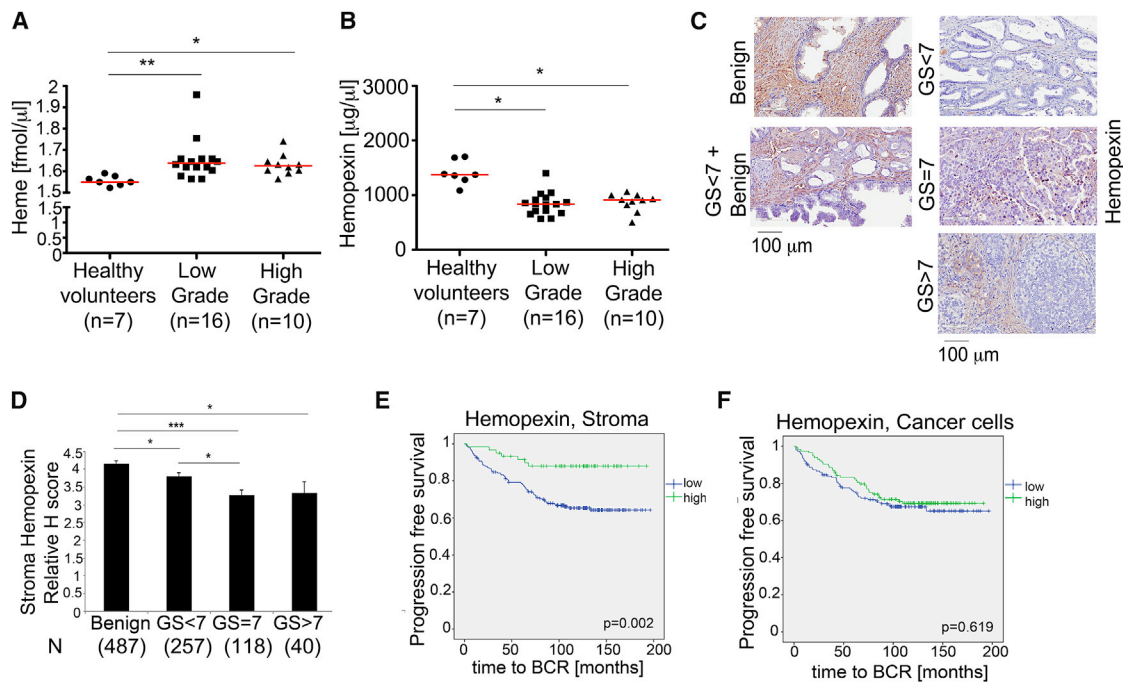 A
*
**
Heme [fmol/µl]
2
1.9
1.8
1.7
1.6
1.5
1.5
1
0.5
0
Healthy
volunteers
(n=7)
Low
Grade
(n=16)
High
Grade
(n=10)
B
*
*
Hemopexin [µg/µl]
3000
2000
1000
0
Healthy
volunteers
(n=7)
Low
Grade
(n=16)
High
Grade
(n=10)
C
Benign
GS<7
GS<7 +
Benign
GS=7
GS>7
Hemopexin
100 µm
100 µm
D
*
***
*
*
Stroma Hemopexin
Relative H score
4.5
4
3.5
3
2.5
2
1.5
1
0.5
0
Benign GS<7 GS=7 GS>7
N (487) (257) (118) (40)
E
Hemopexin, Stroma
Progression free survival
1
0.8
0.6
0.4
0.2
0
low
high
p=0.002
0 50 100 150 200
time to BCR [months]
F
Hemopexin, Cancer cells
Progression free survival
1
0.8
0.6
0.4
0.2
0
low
high
p=0.619
0 50 100 150 200
time to BCR [months]